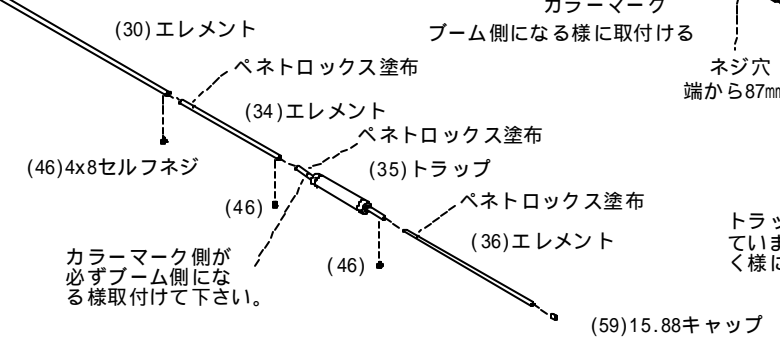 カラーマーク
ブーム側になる様に取付ける
(30)エレメント
ペネトロックス塗布
ネジ穴
端から87mm
(34)エレメント
ペネトロックス塗布
(46)4x8セルフネジ
(35)トラップ
ペネトロックス塗布
(46)
(36)エレメント
トラッ
ていま
く様に
カラーマーク側が
必ずブーム側にな
る様取付けて下さい。
(46)
(59)15.88キャップ